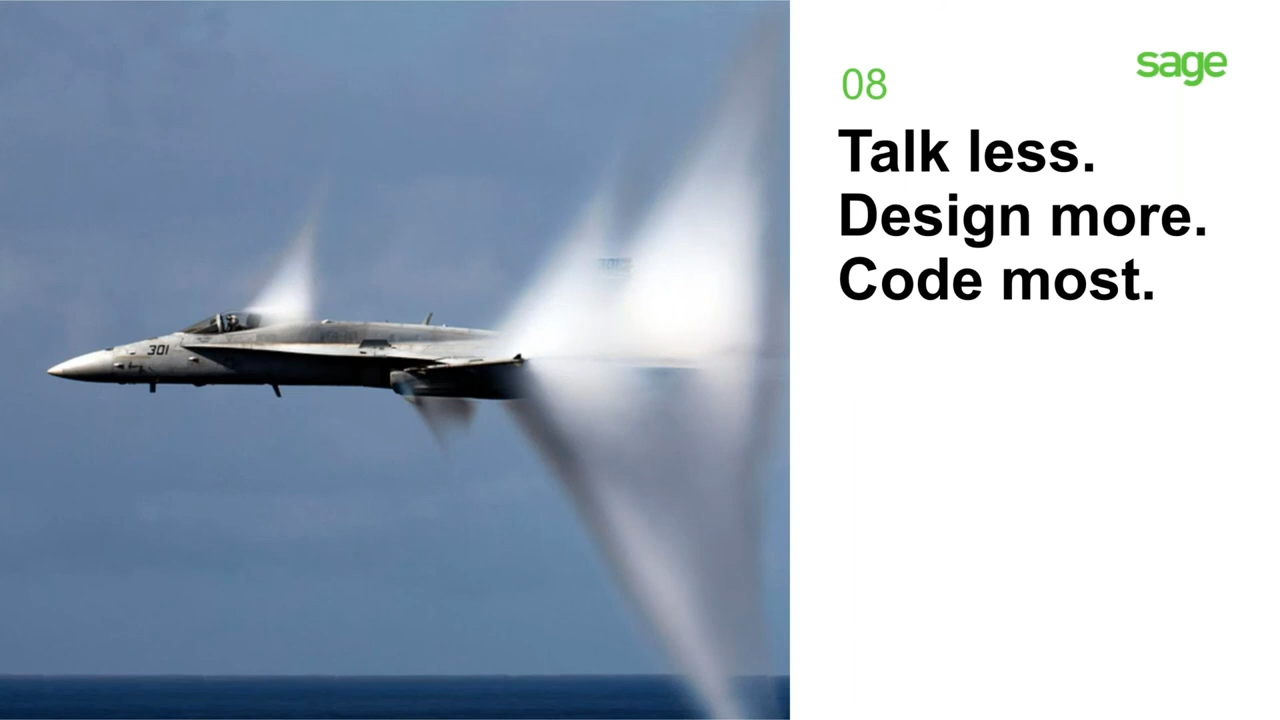 sage
08
Talk less.
Design more.
Code most.
301